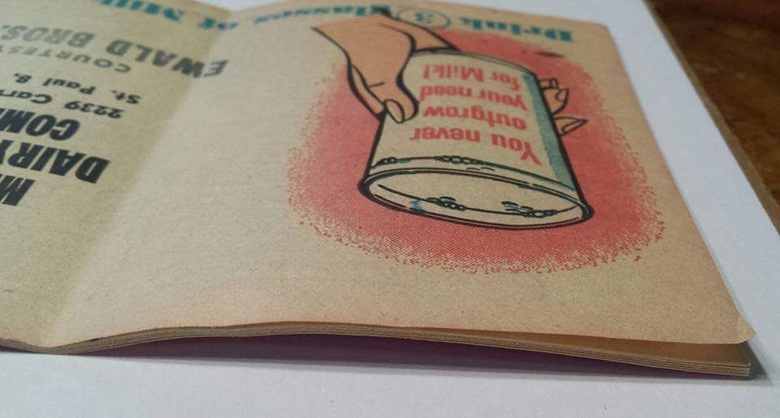 You never
outgrow
your need
for Milk!
DAIRY
COM
2239 Car
St. Paul 8,
COURTESY
EWALD BROS.
Drink 3 Glasses of Milk